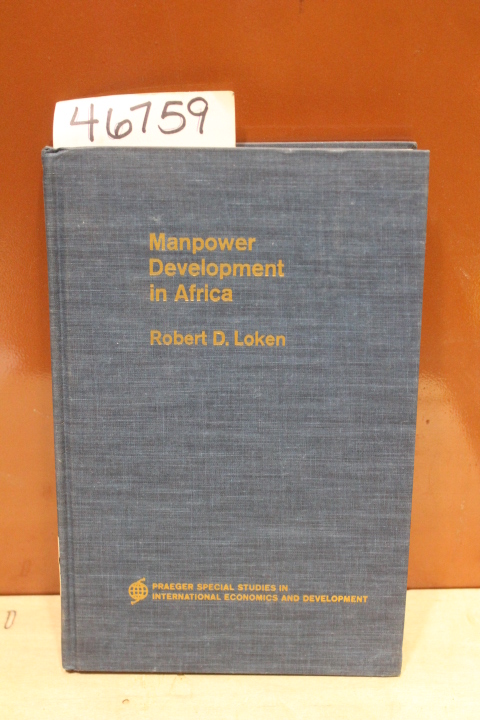 46759
Manpower
Development
in Africa
Robert D. Loken
PRAEGER SPECIAL STUDIES IN
INTERNATIONAL ECONOMICS AND DEVELOPMENT
D